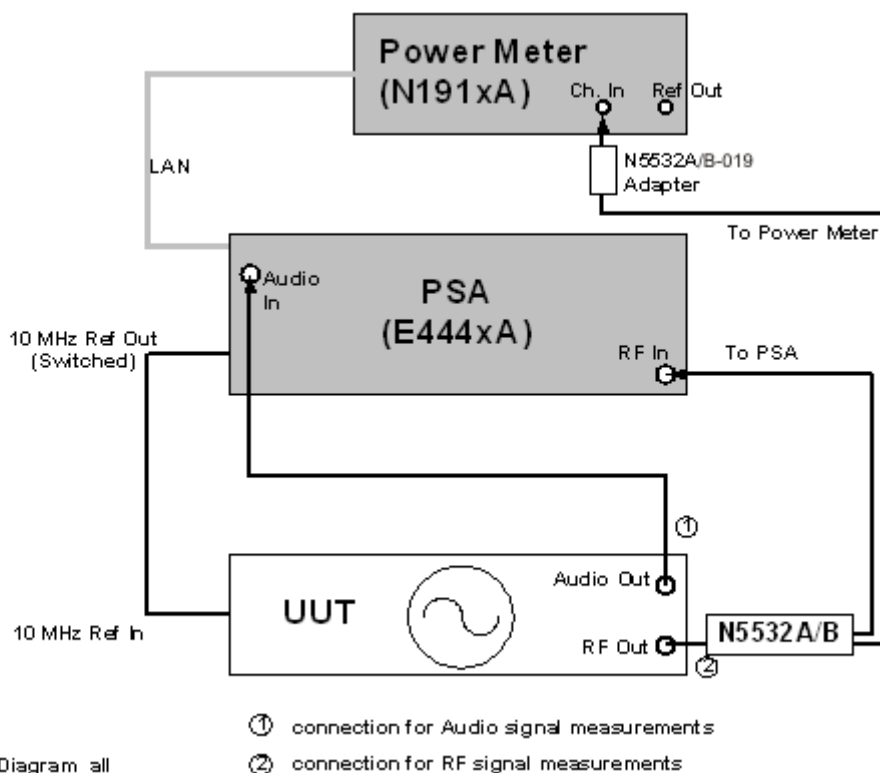 Power Meter
(N191xA)
Ch. In
Ref Out
LAN
N5532A/B-019
Adapter
To Power Meter
Audio
In
PSA
(E444xA)
10 MHz Ref Out
(Switched)
RF In
To PSA
①
UUT
Audio Out
10 MHz Ref In
RF Out
N5532A/B
②
① connection for Audio signal measurements
Diagram_all
② connection for RF signal measurements